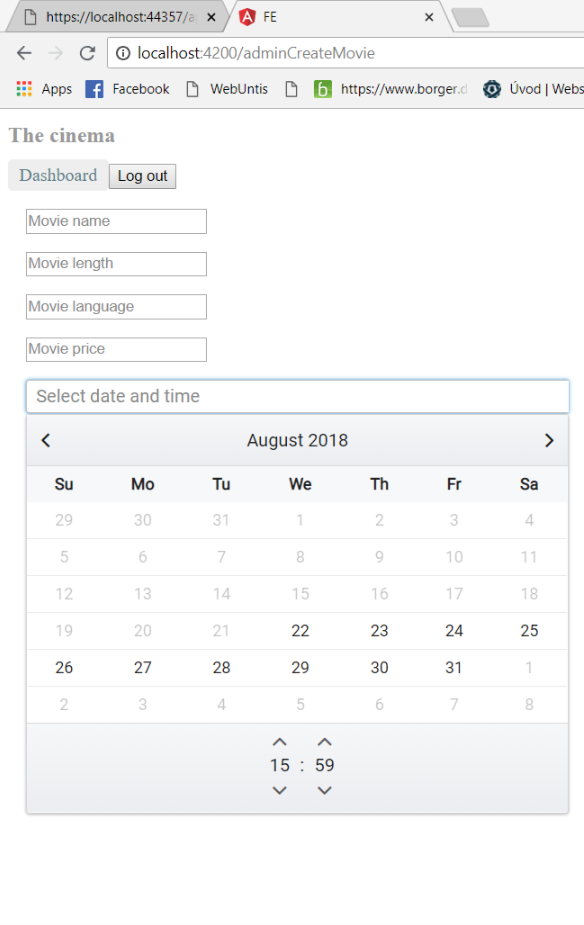 https://localhost:44357/a
FE
localhost:4200/adminCreateMovie
Apps Facebook WebUntis https://www.borger.d Úvod | Webs
The cinema
Dashboard Log out
Movie name
Movie length
Movie language
Movie price
Select date and time
August 2018
Su Mo Tu We Th Fr Sa
29 30 31 1 2 3 4
5 6 7 8 9 10 11
12 13 14 15 16 17 18
19 20 21 22 23 24 25
26 27 28 29 30 31 1
2 3 4 5 6 7 8
15 : 59